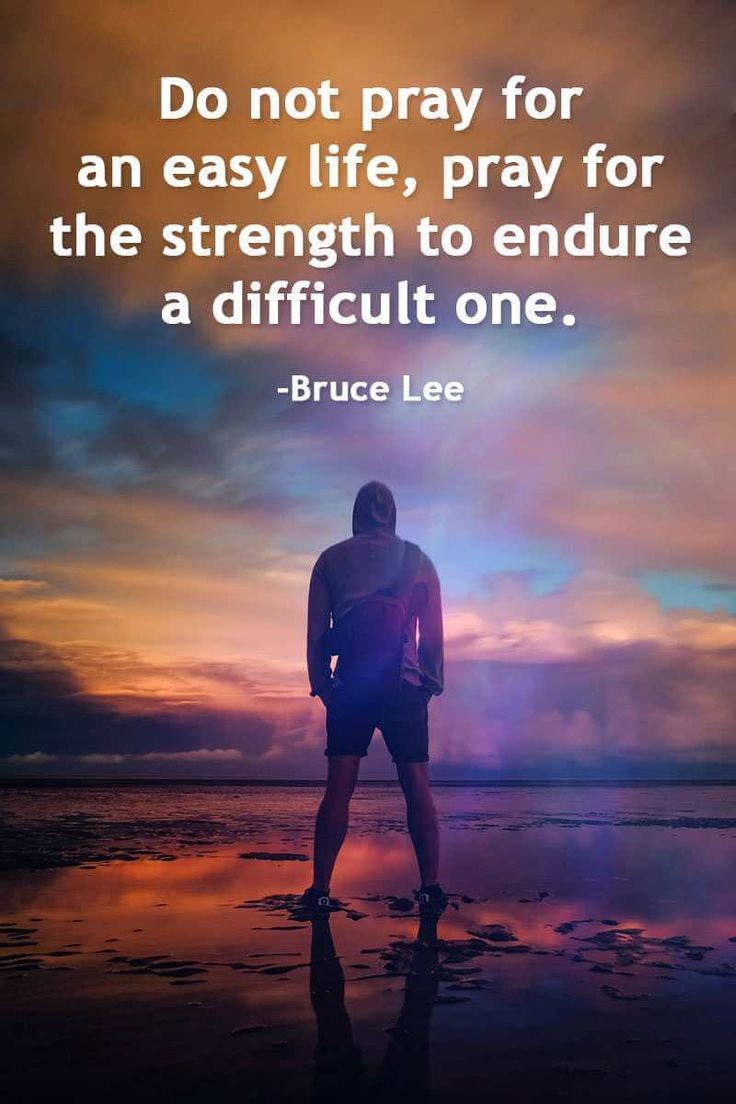 Do not pray for
an easy life, pray for
the strength to endure
a difficult one.
-Bruce Lee